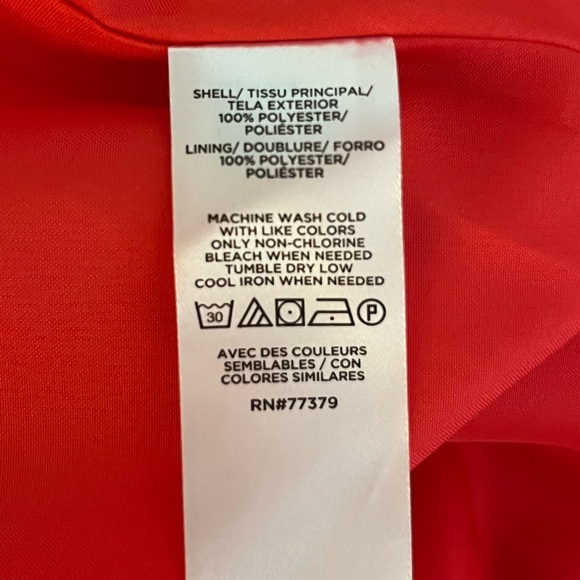 SHELL/ TISSU PRINCIPAL/
TELA EXTERIOR
100% POLYESTER/
POLIÉSTER
LINING/ DOUBLURE/ FORRO
100% POLYESTER/
POLIÉSTER
MACHINE WASH COLD
WITH LIKE COLORS
ONLY NON-CHLORINE
BLEACH WHEN NEEDED
TUMBLE DRY LOW
COOL IRON WHEN NEEDED
30 P
AVEC DES COULEURS
SEMBLABLES / CON
COLORES SIMILARES
RN#77379